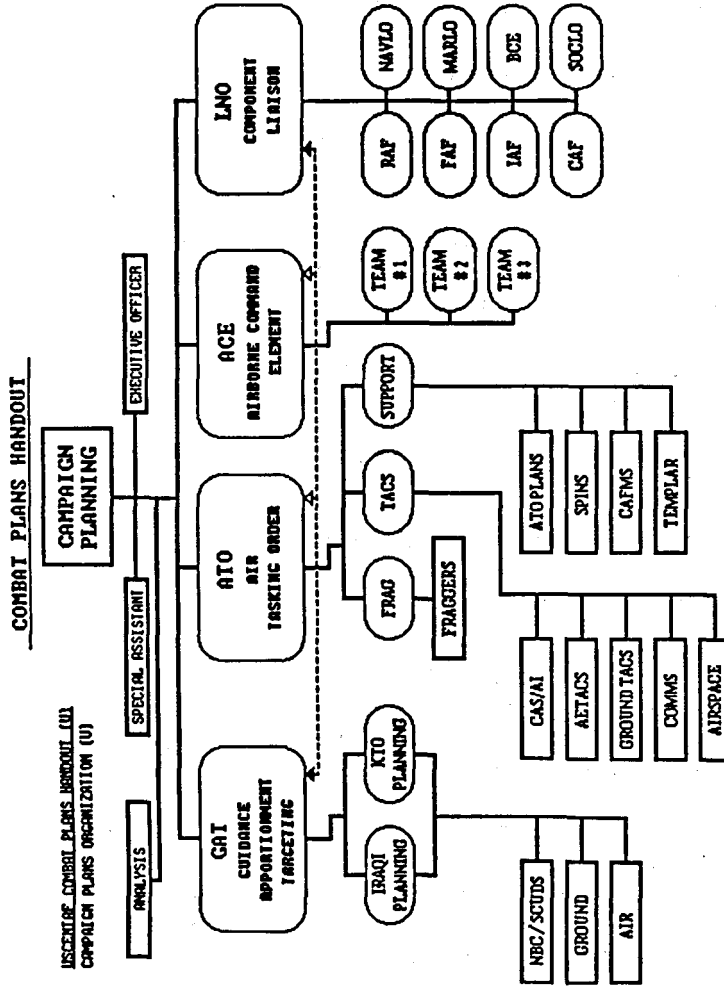 COMBAT PLANS HANDOUT
USCENTAF COMBAT PLANS HANDOUT (U)
CAMPAIGN PLANS ORGANIZATION (U)
CAMPAIGN
PLANNING
ANALYSIS
SPECIAL ASSISTANT
EXECUTIVE OFFICER
GAT
GUIDANCE
APPORTIONMENT
TARGETING
ATO
AIR
TASKING ORDER
ACE
AIRBORNE COMMAND
ELEMENT
LNO
COMPONENT
LIAISON
IRAQI
PLANNING
KTO
PLANNING
NBC/SCUDS
GROUND
AIR
FRAG
TACS
SUPPORT
FRAGGERS
CAS/AI
AETACS
GROUND TACS
COMMS
AIRSPACE
ATO PLANS
SPINS
CAFMS
TEMPLAR
TEAM
#1
TEAM
#2
TEAM
#3
RAF
NAVLO
FAF
MARLO
IAF
BCE
CAF
SOCLO